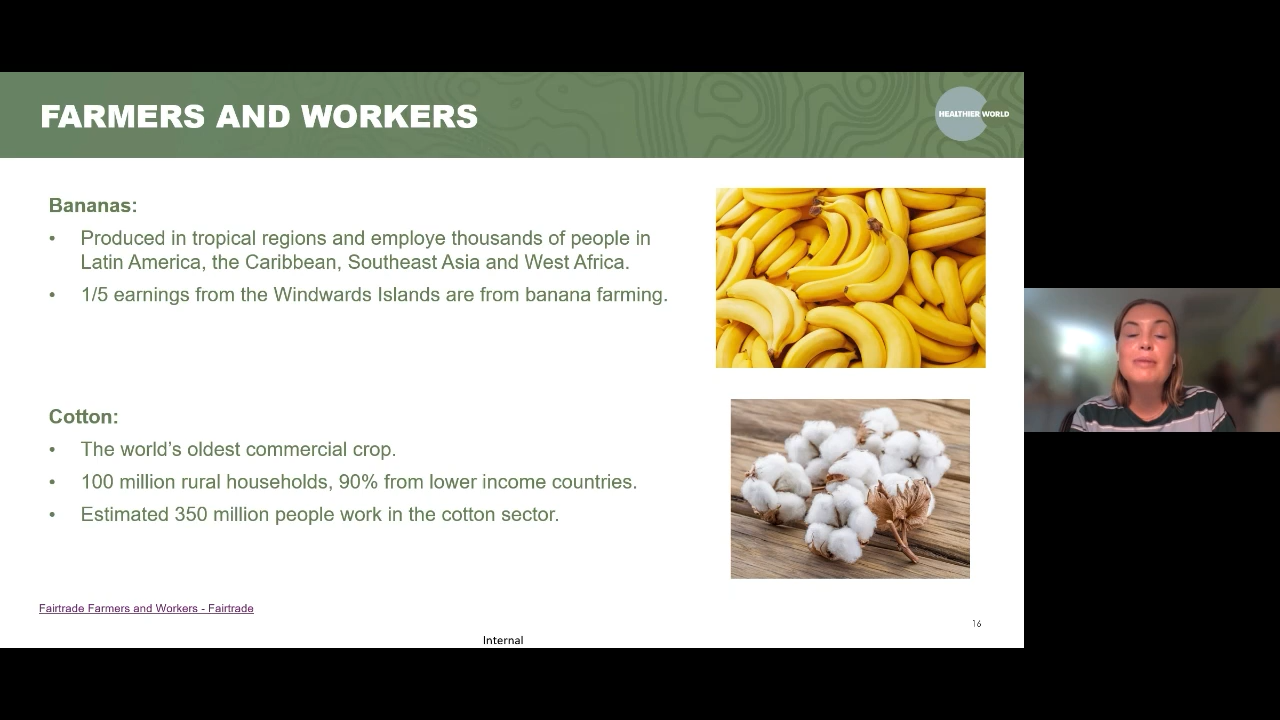 FARMERS AND WORKERS
HEALTHIER WORLD
Bananas:
• Produced in tropical regions and employe thousands of people in
Latin America, the Caribbean, Southeast Asia and West Africa.
• 1/5 earnings from the Windwards Islands are from banana farming.
Cotton:
• The world’s oldest commercial crop.
• 100 million rural households, 90% from lower income countries.
• Estimated 350 million people work in the cotton sector.
Fairtrade Farmers and Workers - Fairtrade
16
Internal